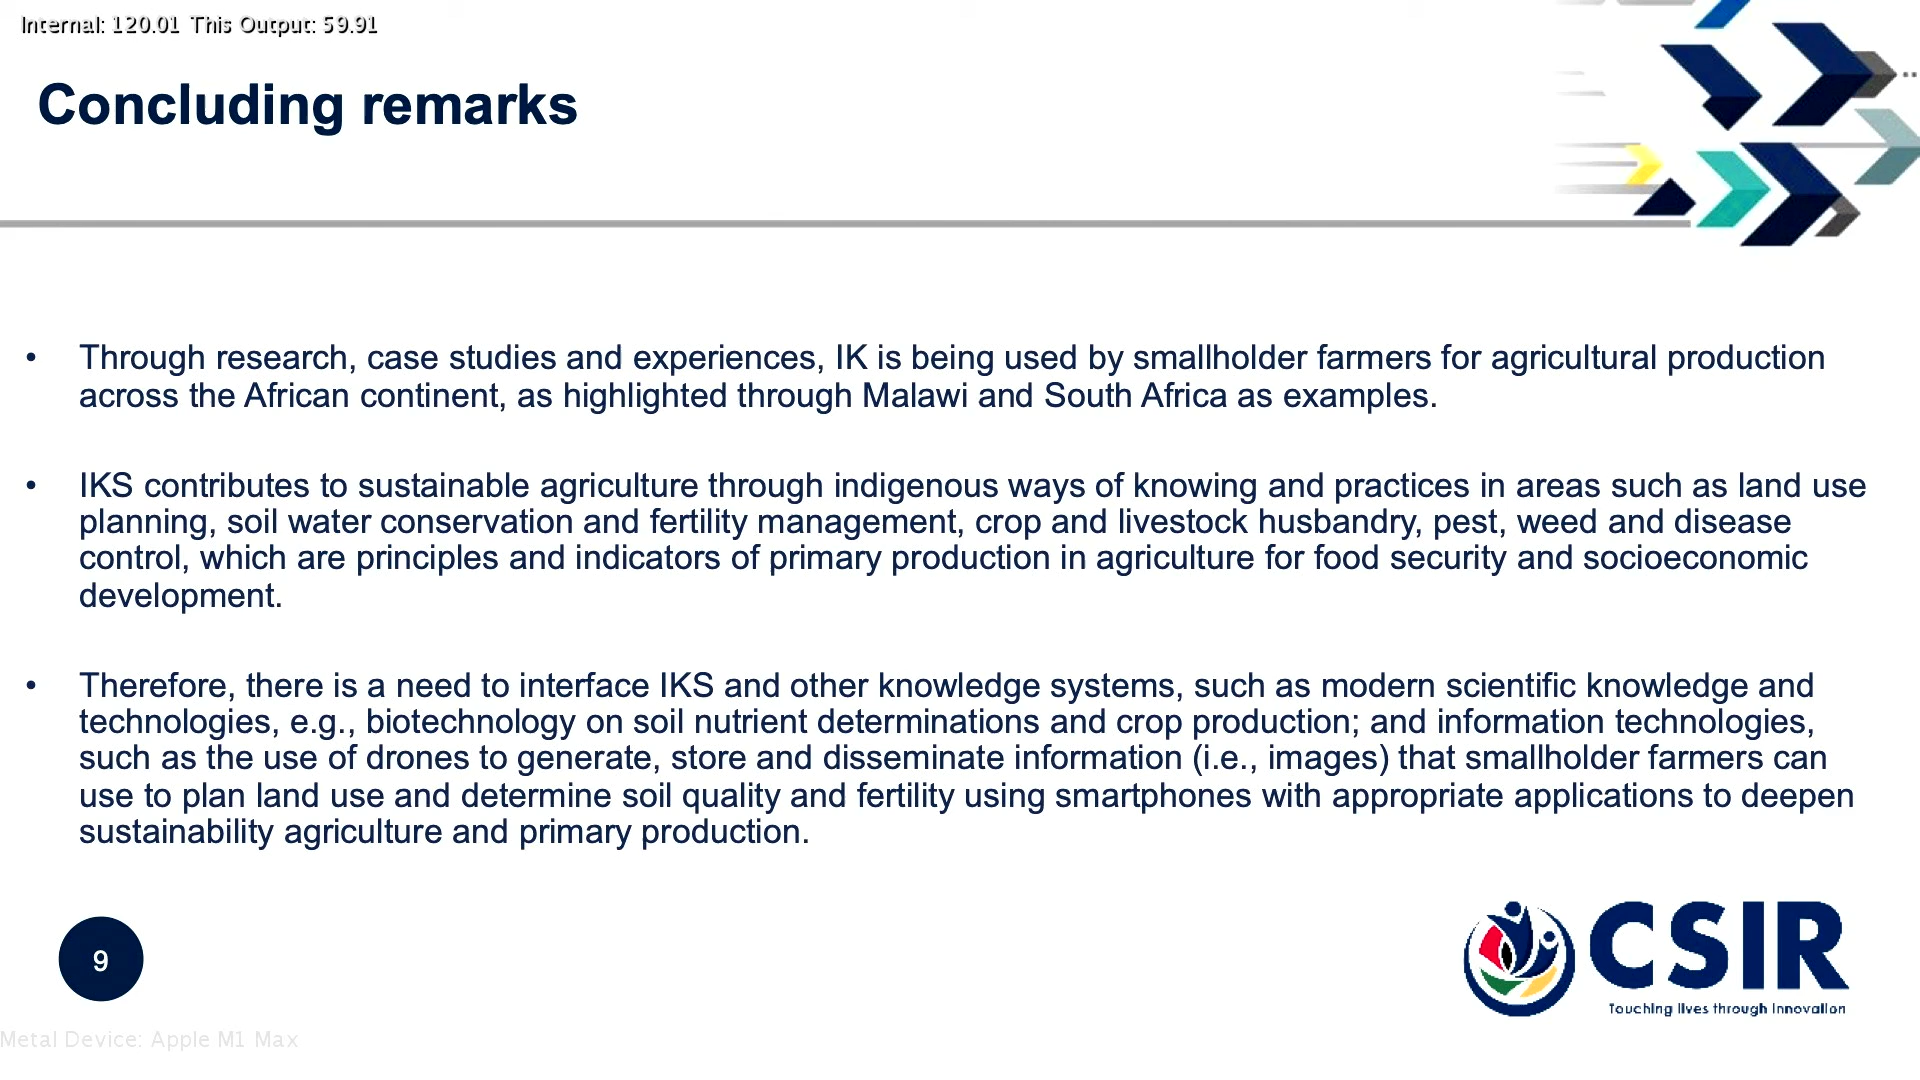 Internal: 120.01 This Output: 59.91
Concluding remarks
• Through research, case studies and experiences, IK is being used by smallholder farmers for agricultural production
across the African continent, as highlighted through Malawi and South Africa as examples.
• IKS contributes to sustainable agriculture through indigenous ways of knowing and practices in areas such as land use
planning, soil water conservation and fertility management, crop and livestock husbandry, pest, weed and disease
control, which are principles and indicators of primary production in agriculture for food security and socioeconomic
development.
• Therefore, there is a need to interface IKS and other knowledge systems, such as modern scientific knowledge and
technologies, e.g., biotechnology on soil nutrient determinations and crop production; and information technologies,
such as the use of drones to generate, store and disseminate information (i.e., images) that smallholder farmers can
use to plan land use and determine soil quality and fertility using smartphones with appropriate applications to deepen
sustainability agriculture and primary production.
9
CSIR
Touching lives through innovation
Metal Device: Apple M1 Max